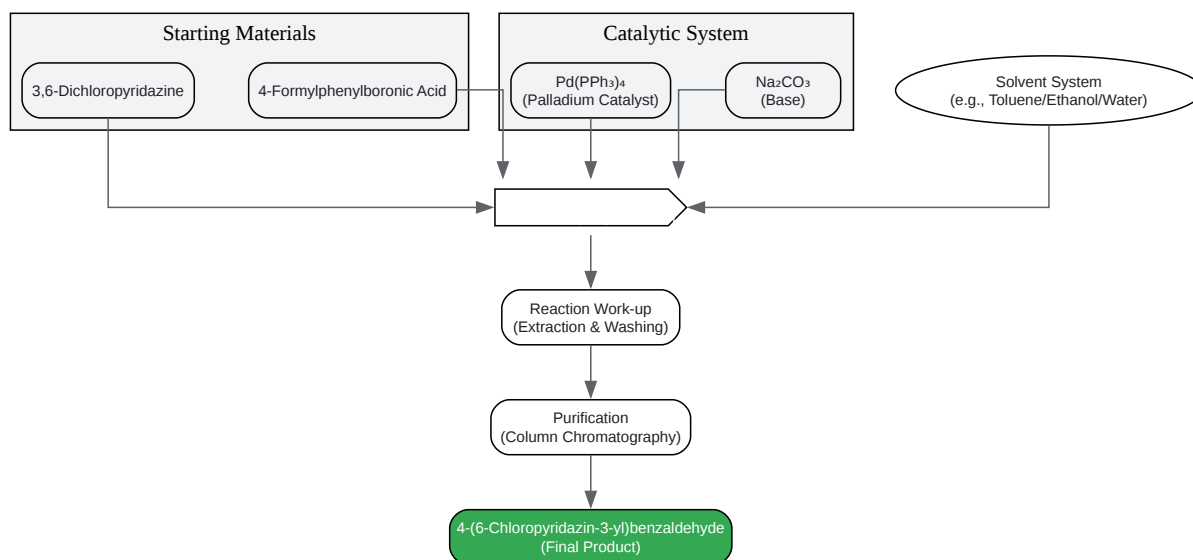 Starting Materials
Catalytic System
3,6-Dichloropyridazine
4-Formylphenylboronic Acid
Pd(PPh₃)₄
(Palladium Catalyst)
Na₂CO₃
(Base)
Solvent System
(e.g., Toluene/Ethanol/Water)
Reaction Work-up
(Extraction & Washing)
Purification
(Column Chromatography)
4-(6-Chloropyridazin-3-yl)benzaldehyde
(Final Product)